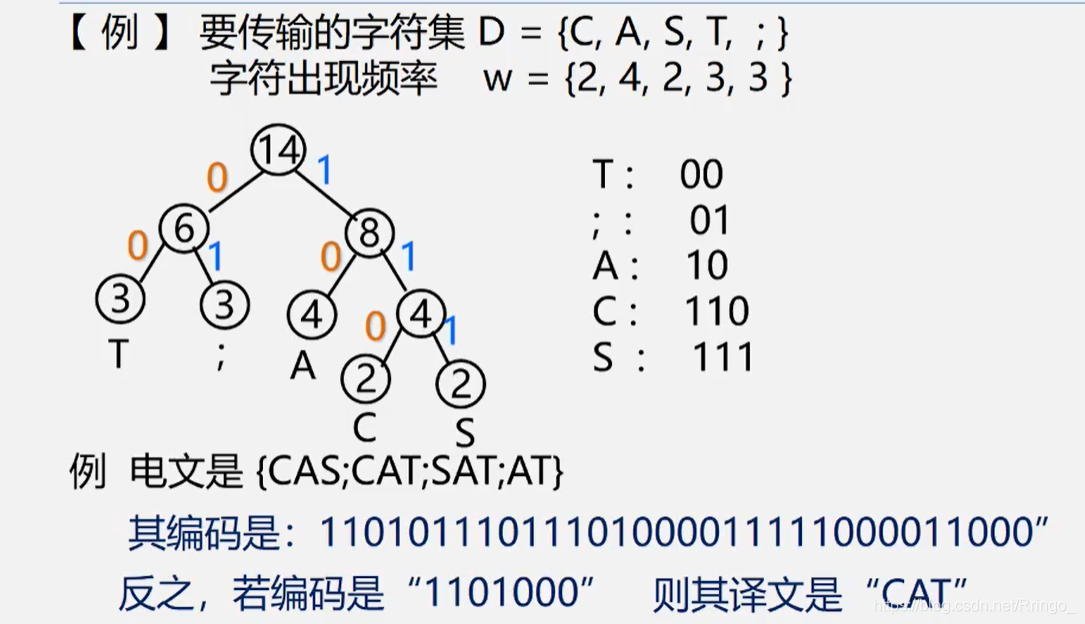 【 例 】 要传输的字符集 D = {C, A, S, T, ; }
字符出现频率 w = {2, 4, 2, 3, 3 }
14
0 1
6 8
0 1 0 1
3 3 4 4
0 1
T ; A 2 2
C S
T : 00
; : 01
A : 10
C : 110
S : 111
例 电文是 {CAS;CAT;SAT;AT}
其编码是：11010111011101000011111000011000”
反之，若编码是“1101000” 则其译文是“CAT”
https://blog.csdn.net/Rringo_